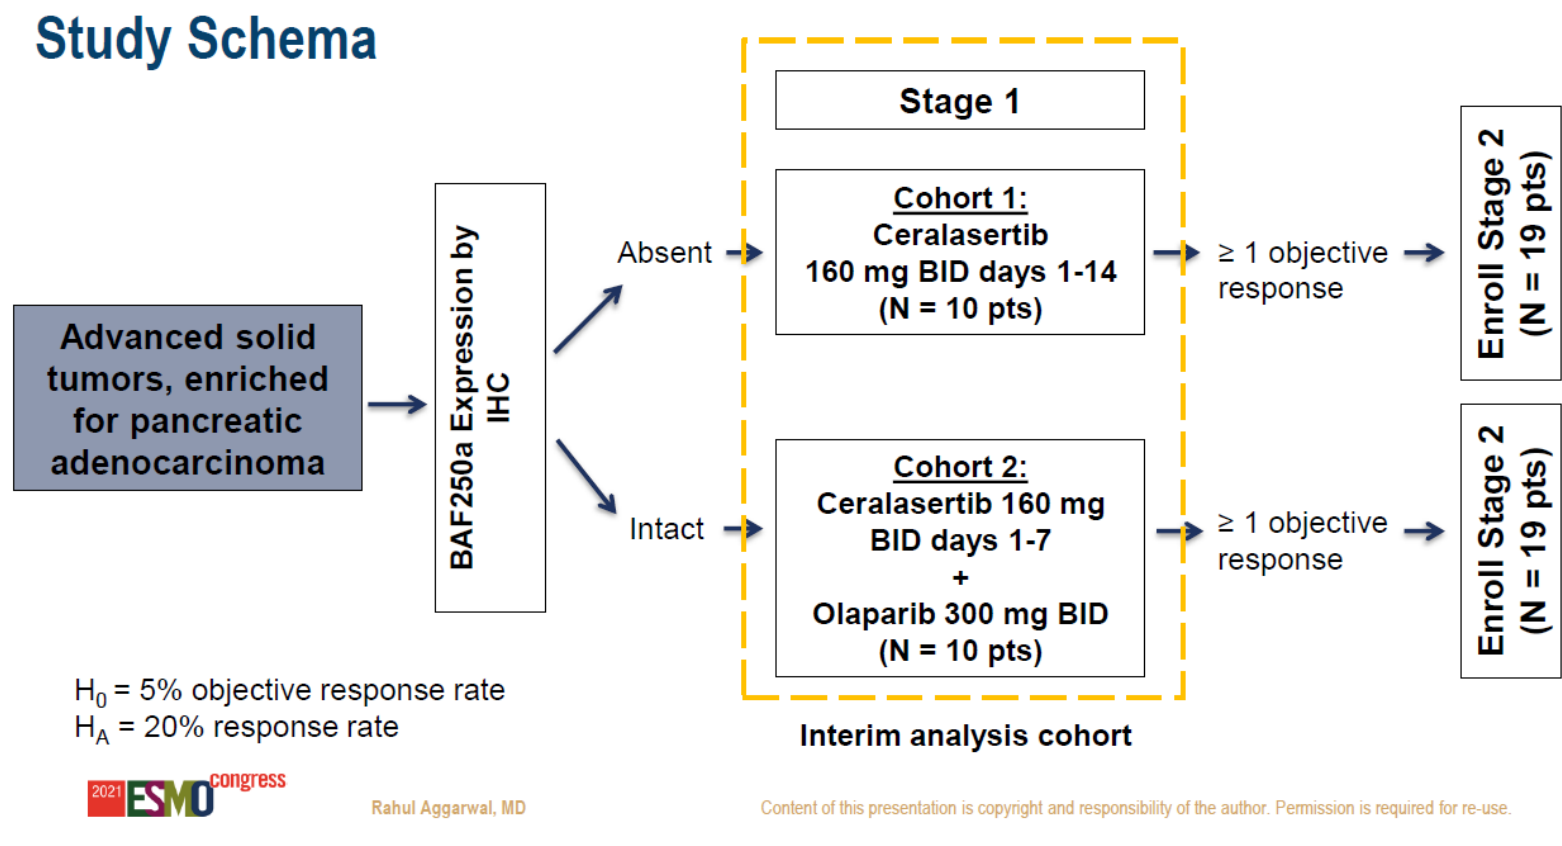 Study Schema
Advanced solid
tumors, enriched
for pancreatic
adenocarcinoma
BAF250a Expression by
IHC
Absent
Intact
Stage 1
Cohort 1:
Ceralasertib
160 mg BID days 1-14
(N = 10 pts)
≥ 1 objective
response
Enroll Stage 2
(N = 19 pts)
Cohort 2:
Ceralasertib 160 mg
BID days 1-7
+
Olaparib 300 mg BID
(N = 10 pts)
≥ 1 objective
response
Enroll Stage 2
(N = 19 pts)
Interim analysis cohort
H₀ = 5% objective response rate
Hᴀ = 20% response rate
2021 ESMO congress
Rahul Aggarwal, MD
Content of this presentation is copyright and responsibility of the author. Permission is required for re-use.